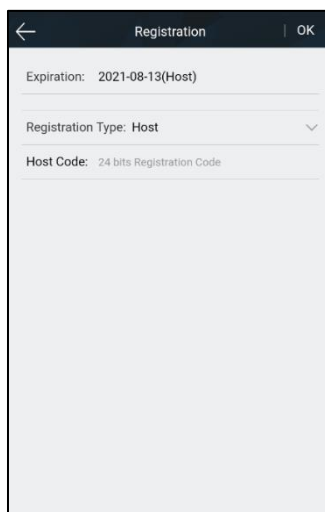 Registration | OK
Expiration: 2021-08-13(Host)
Registration Type: Host
Host Code: 24 bits Registration Code